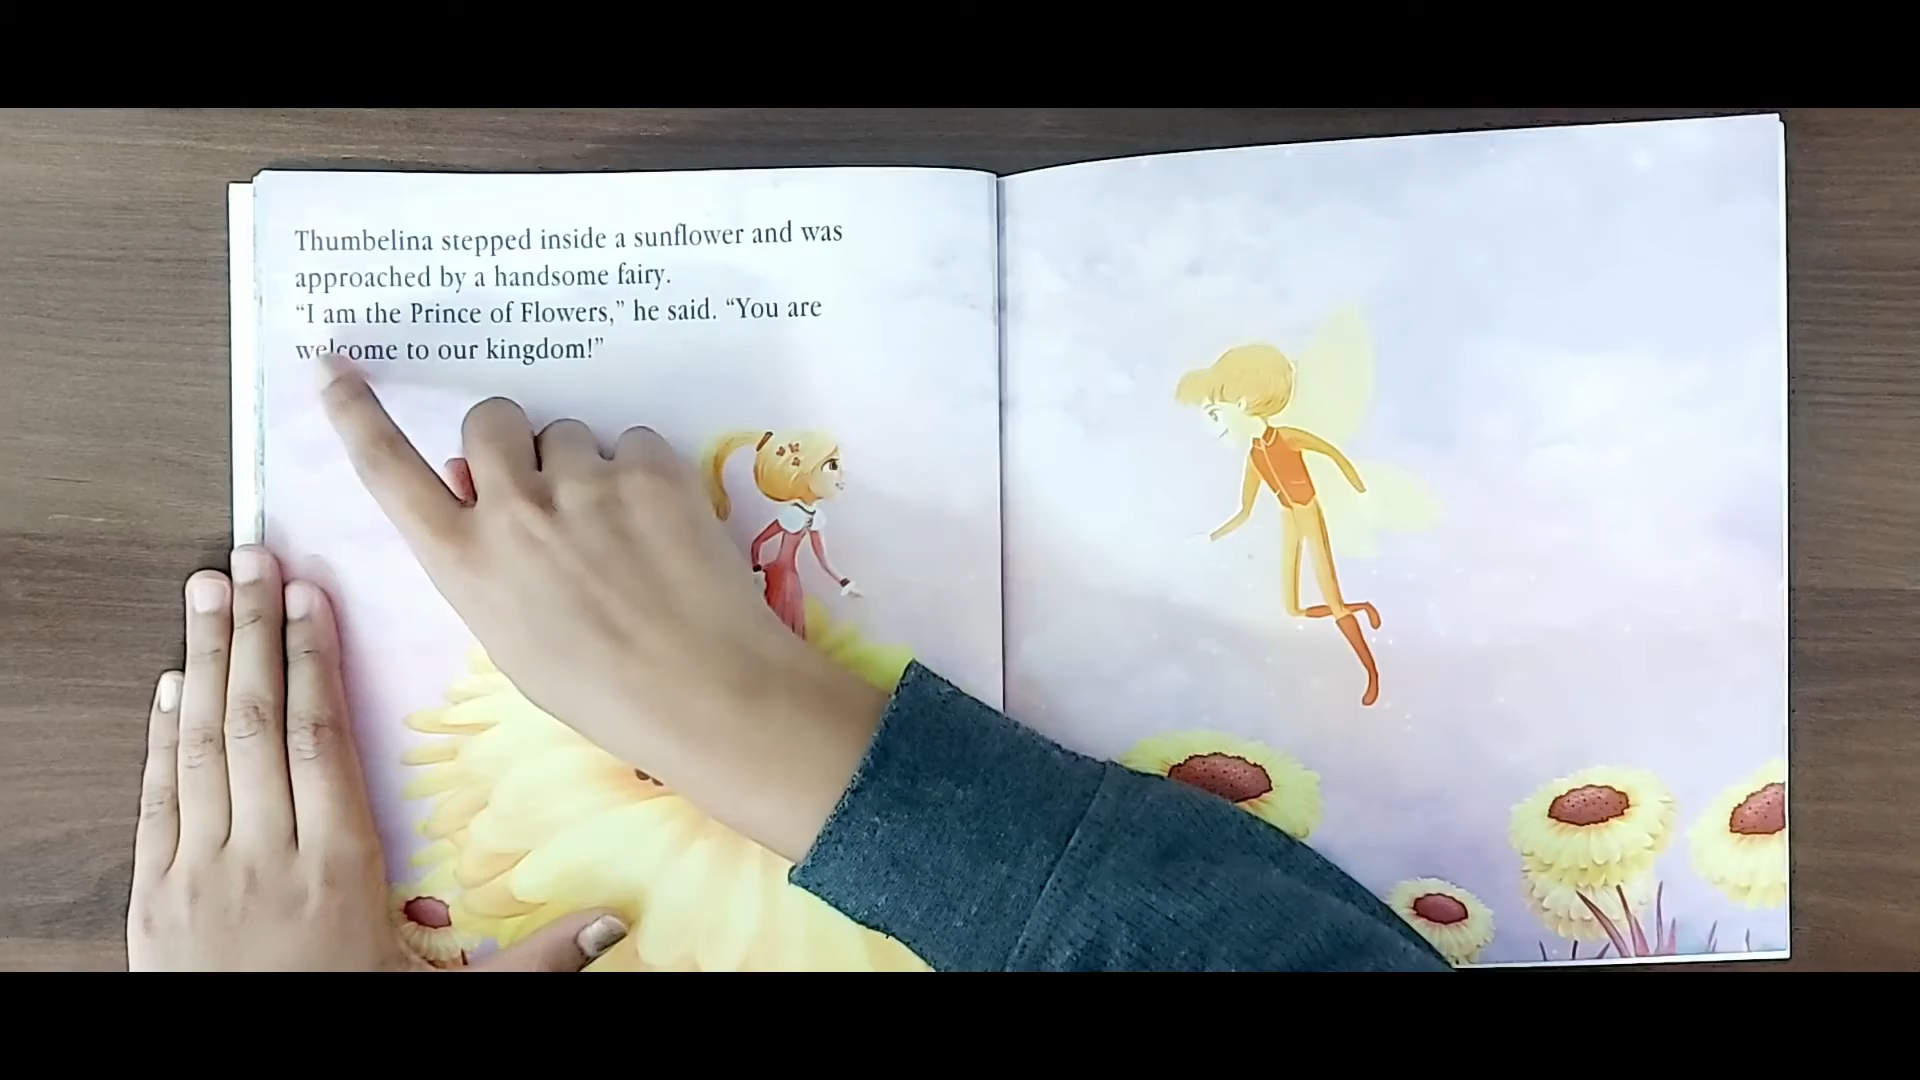 Thumbelina stepped inside a sunflower and was
approached by a handsome fairy.
“I am the Prince of Flowers,” he said. “You are
welcome to our kingdom!”